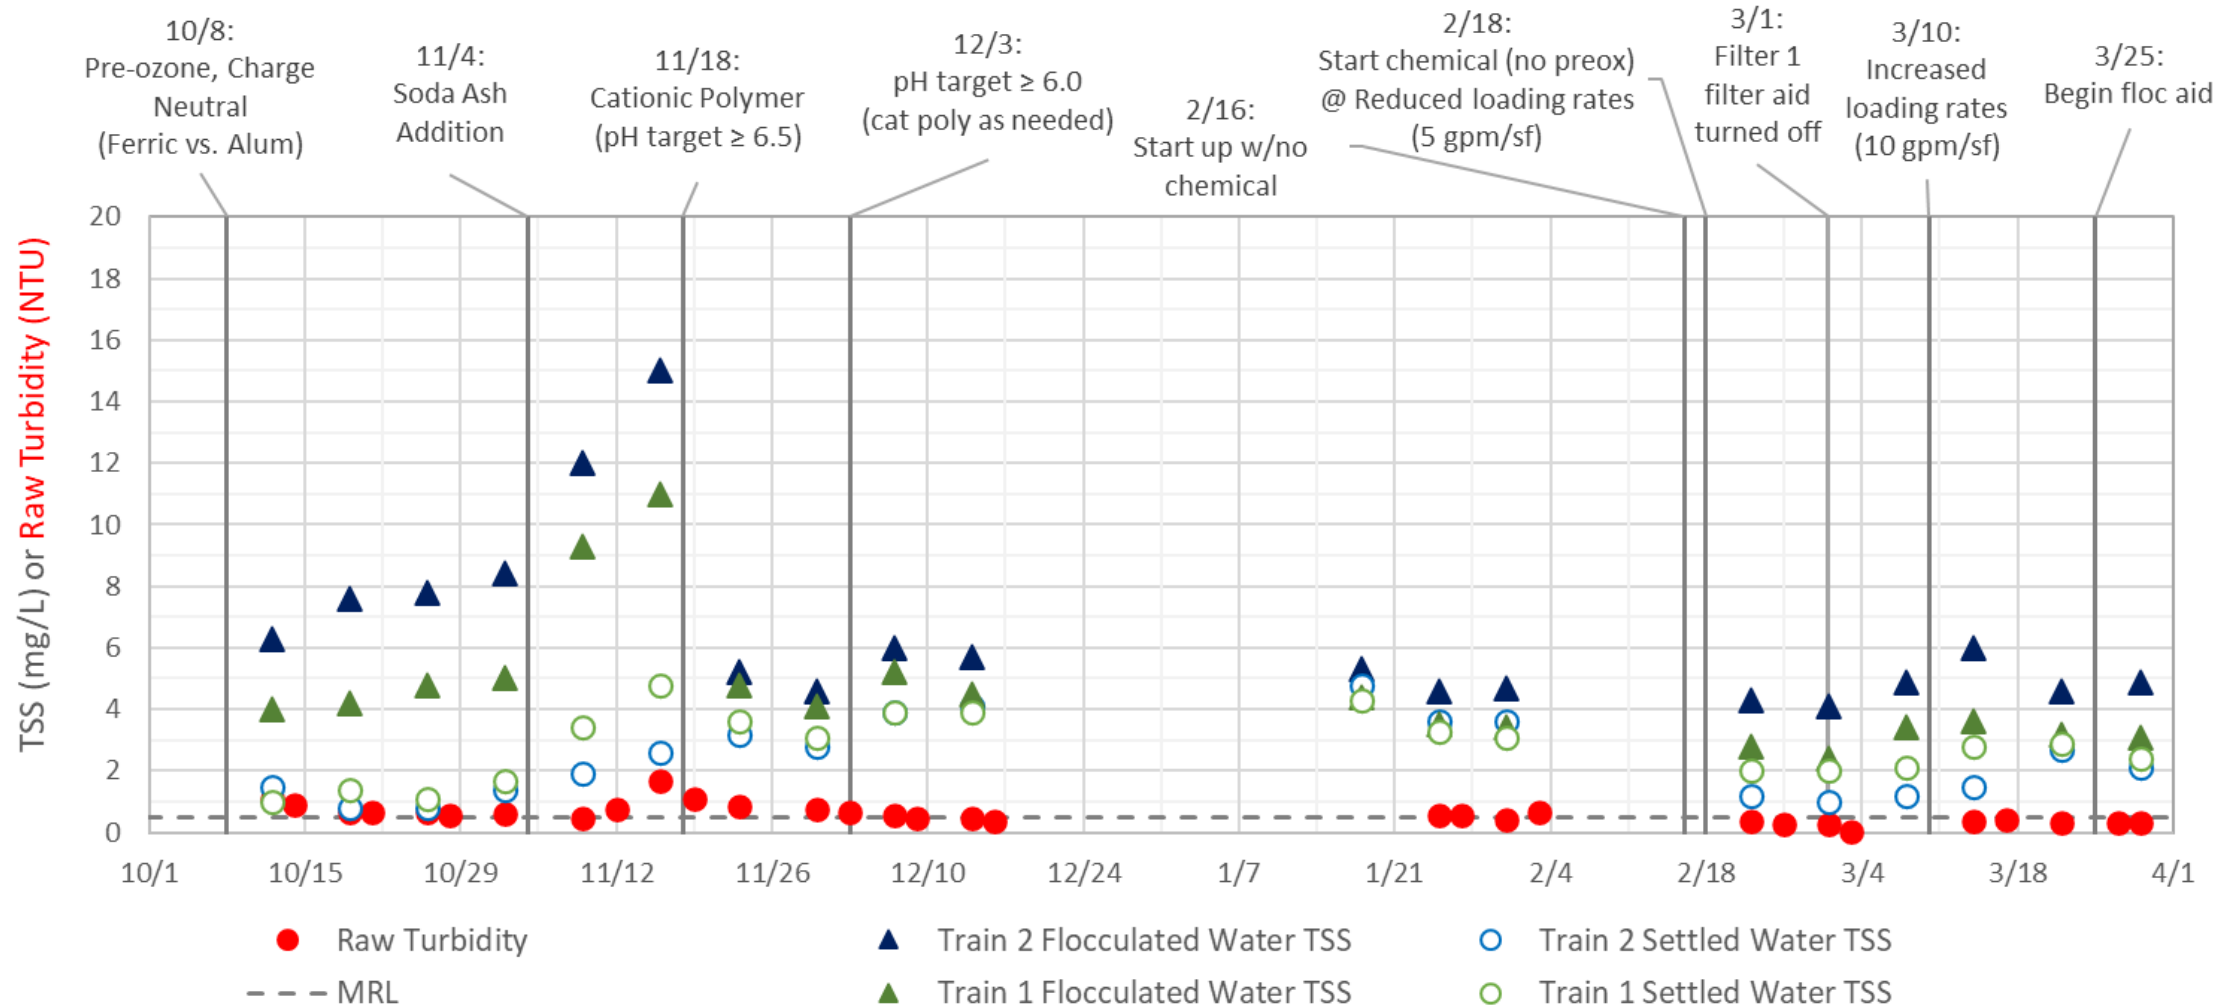 10/8:
Pre-ozone, Charge
Neutral
(Ferric vs. Alum)
11/4:
Soda Ash
Addition
11/18:
Cationic Polymer
(pH target ≥ 6.5)
12/3:
pH target ≥ 6.0
(cat poly as needed)
2/16:
Start up w/no
chemical
2/18:
Start chemical (no preox)
@ Reduced loading rates
(5 gpm/sf)
3/1:
Filter 1
filter aid
turned off
3/10:
Increased
loading rates
(10 gpm/sf)
3/25:
Begin floc aid
TSS (mg/L) or Raw Turbidity (NTU)
20
18
16
14
12
10
8
6
4
2
0
10/1 10/15 10/29 11/12 11/26 12/10 12/24 1/7 1/21 2/4 2/18 3/4 3/18 4/1
Raw Turbidity Train 2 Flocculated Water TSS Train 2 Settled Water TSS
MRL Train 1 Flocculated Water TSS Train 1 Settled Water TSS